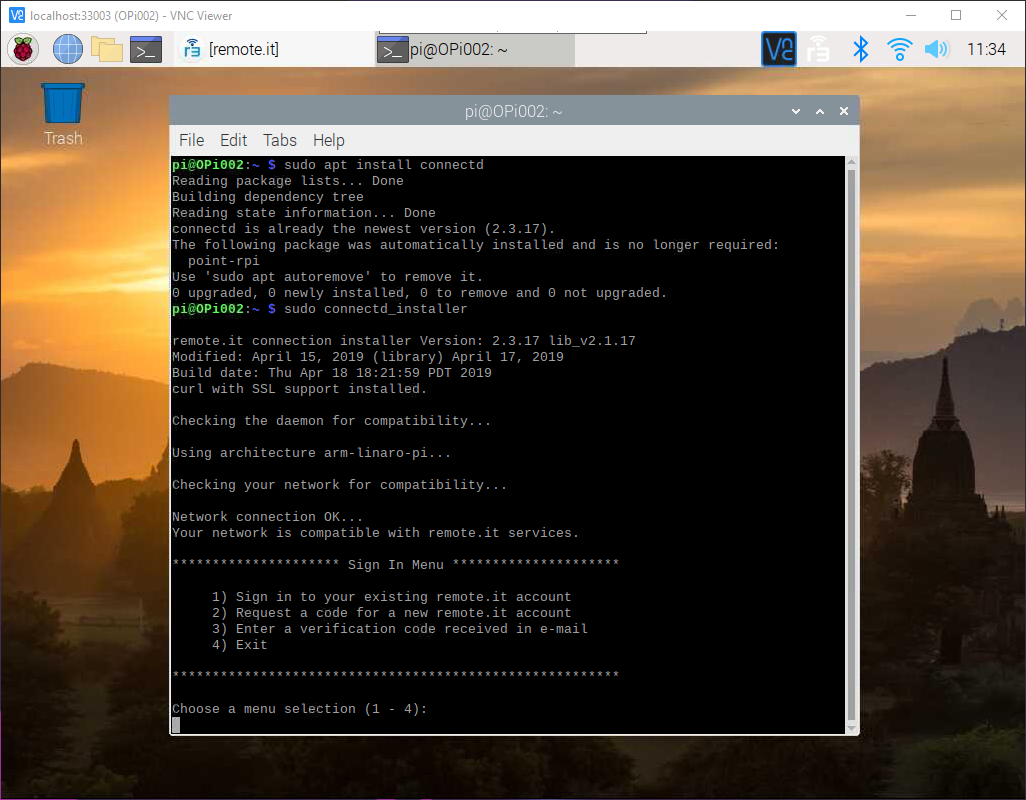 localhost:33003 (OPi002) - VNC Viewer
[remote.it]
pi@OPi002: ~
11:34
Trash
pi@OPi002: ~
File Edit Tabs Help
pi@OPi002:~ $ sudo apt install connectd
Reading package lists... Done
Building dependency tree
Reading state information... Done
connectd is already the newest version (2.3.17).
The following package was automatically installed and is no longer required:
  point-rpi
Use 'sudo apt autoremove' to remove it.
0 upgraded, 0 newly installed, 0 to remove and 0 not upgraded.
pi@OPi002:~ $ sudo connectd_installer
remote.it connection installer Version: 2.3.17 lib_v2.1.17
Modified: April 15, 2019 (library) April 17, 2019
Build date: Thu Apr 18 18:21:59 PDT 2019
curl with SSL support installed.
Checking the daemon for compatibility...
Using architecture arm-linaro-pi...
Checking your network for compatibility...
Network connection OK...
Your network is compatible with remote.it services.
********************* Sign In Menu *********************
     1) Sign in to your existing remote.it account
     2) Request a code for a new remote.it account
     3) Enter a verification code received in e-mail
     4) Exit
********************************************************
Choose a menu selection (1 - 4):